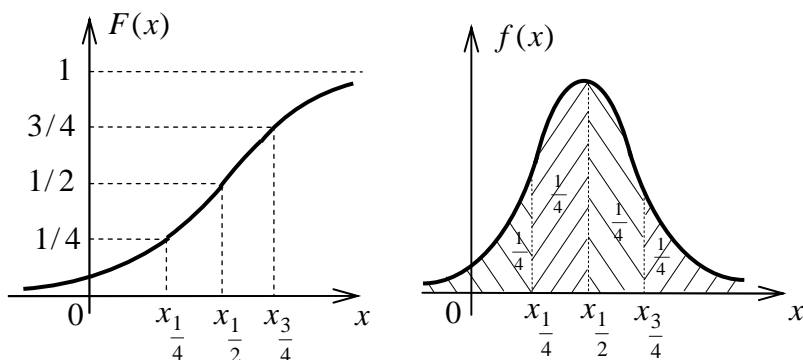 F(x)
1
3/4
1/2
1/4
0
x_{1/4} x_{1/2} x_{3/4} x
f(x)
1/4
1/4
1/4
1/4
0
x_{1/4} x_{1/2} x_{3/4} x